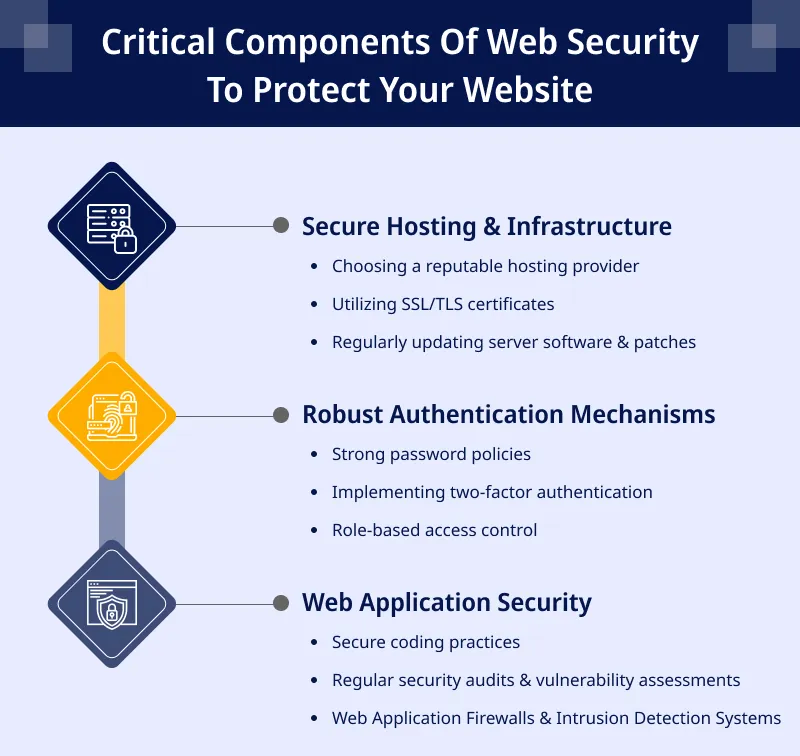 Critical Components Of Web Security
To Protect Your Website
Secure Hosting & Infrastructure
• Choosing a reputable hosting provider
• Utilizing SSL/TLS certificates
• Regularly updating server software & patches
Robust Authentication Mechanisms
• Strong password policies
• Implementing two-factor authentication
• Role-based access control
Web Application Security
• Secure coding practices
• Regular security audits & vulnerability assessments
• Web Application Firewalls & Intrusion Detection Systems